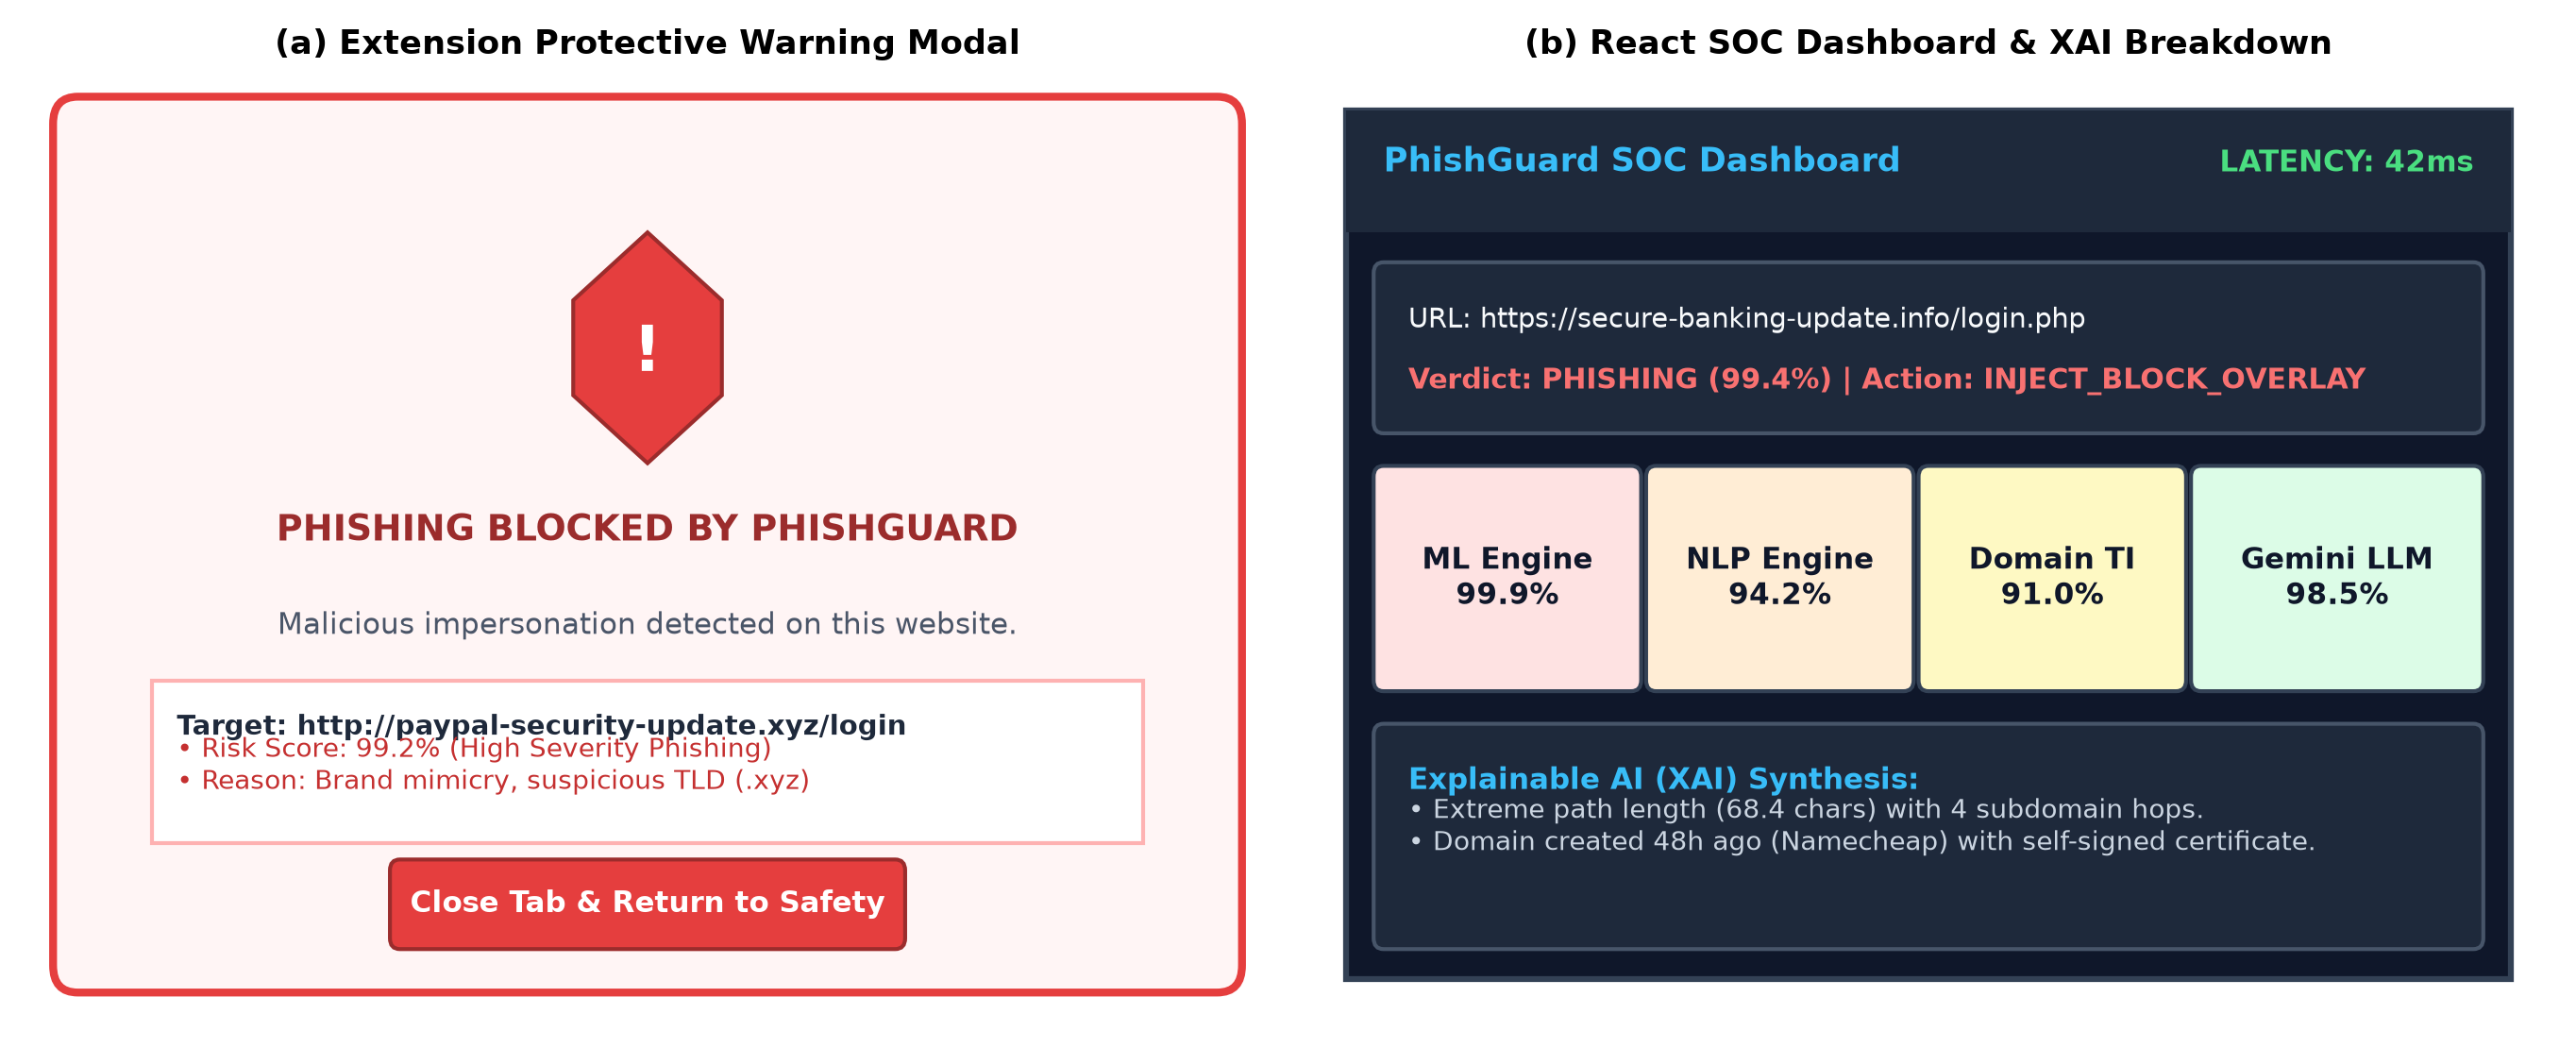 (a) Extension Protective Warning Modal
!
PHISHING BLOCKED BY PHISHGUARD
Malicious impersonation detected on this website.
Target: http://paypal-security-update.xyz/login
• Risk Score: 99.2% (High Severity Phishing)
• Reason: Brand mimicry, suspicious TLD (.xyz)
Close Tab & Return to Safety
(b) React SOC Dashboard & XAI Breakdown
PhishGuard SOC Dashboard
LATENCY: 42ms
URL: https://secure-banking-update.info/login.php
Verdict: PHISHING (99.4%) | Action: INJECT_BLOCK_OVERLAY
ML Engine
99.9%
NLP Engine
94.2%
Domain TI
91.0%
Gemini LLM
98.5%
Explainable AI (XAI) Synthesis:
• Extreme path length (68.4 chars) with 4 subdomain hops.
• Domain created 48h ago (Namecheap) with self-signed certificate.